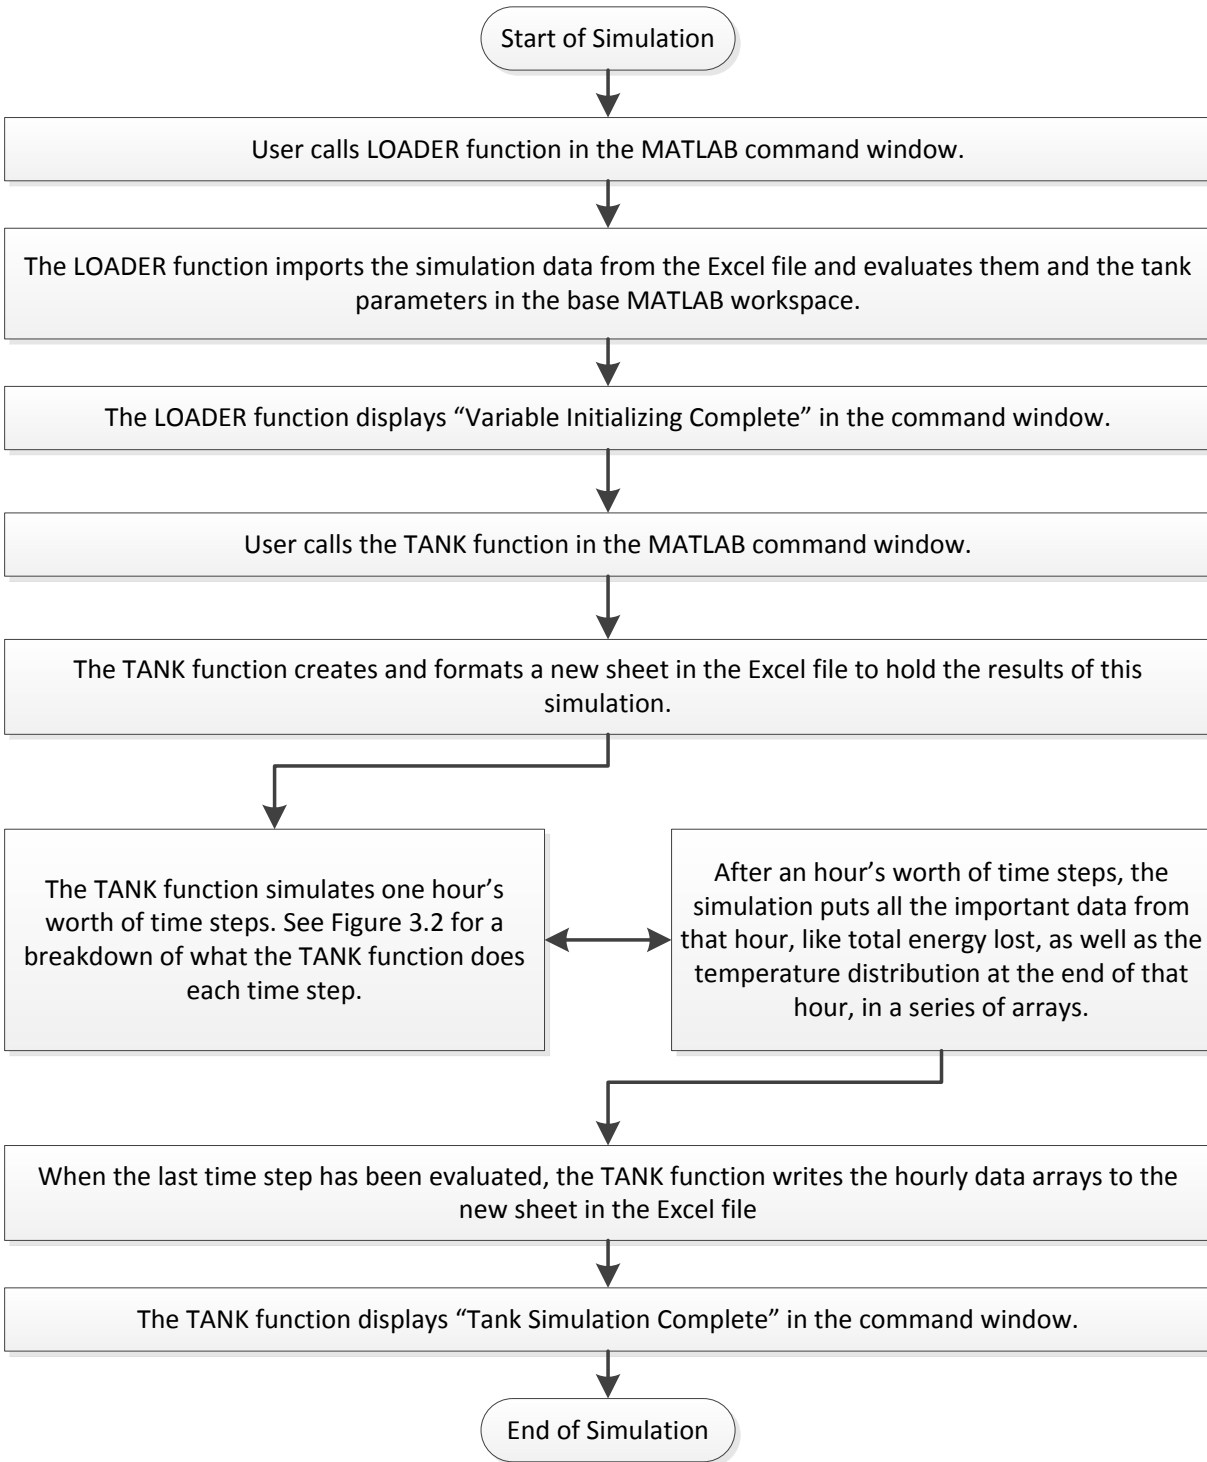 Start of Simulation
User calls LOADER function in the MATLAB command window.
The LOADER function imports the simulation data from the Excel file and evaluates them and the tank
parameters in the base MATLAB workspace.
The LOADER function displays “Variable Initializing Complete” in the command window.
User calls the TANK function in the MATLAB command window.
The TANK function creates and formats a new sheet in the Excel file to hold the results of this
simulation.
The TANK function simulates one hour’s
worth of time steps. See Figure 3.2 for a
breakdown of what the TANK function does
each time step.
After an hour’s worth of time steps, the
simulation puts all the important data from
that hour, like total energy lost, as well as the
temperature distribution at the end of that
hour, in a series of arrays.
When the last time step has been evaluated, the TANK function writes the hourly data arrays to the
new sheet in the Excel file
The TANK function displays “Tank Simulation Complete” in the command window.
End of Simulation